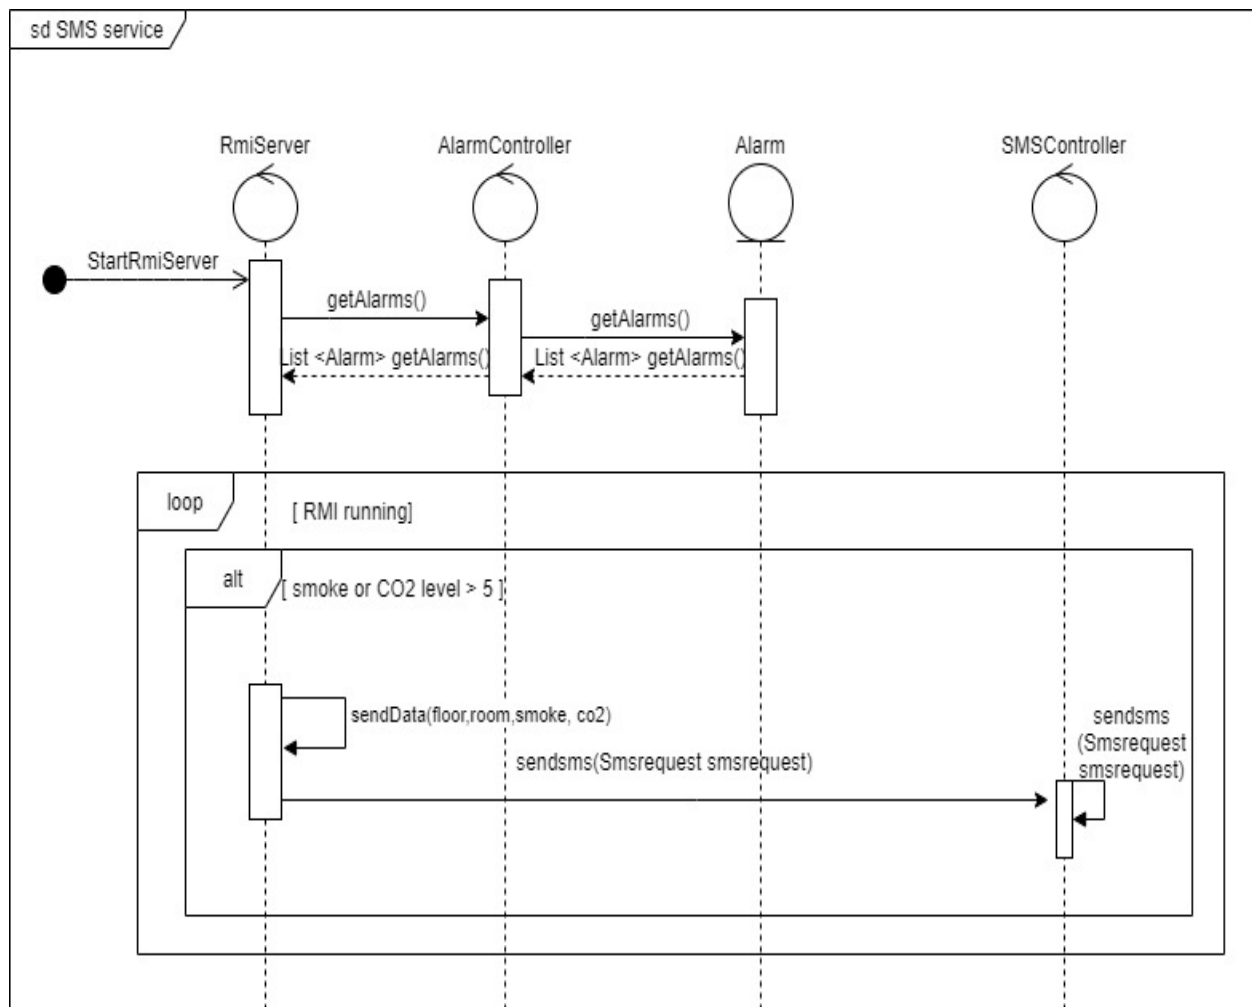 sd SMS service
RmiServer
AlarmController
Alarm
SMSController
StartRmiServer
getAlarms()
getAlarms()
List <Alarm> getAlarms()
List <Alarm> getAlarms()
loop
[ RMI running]
alt
[ smoke or CO2 level > 5 ]
sendData(floor,room,smoke, co2)
sendsms(Smsrequest smsrequest)
sendsms
(Smsrequest
smsrequest)